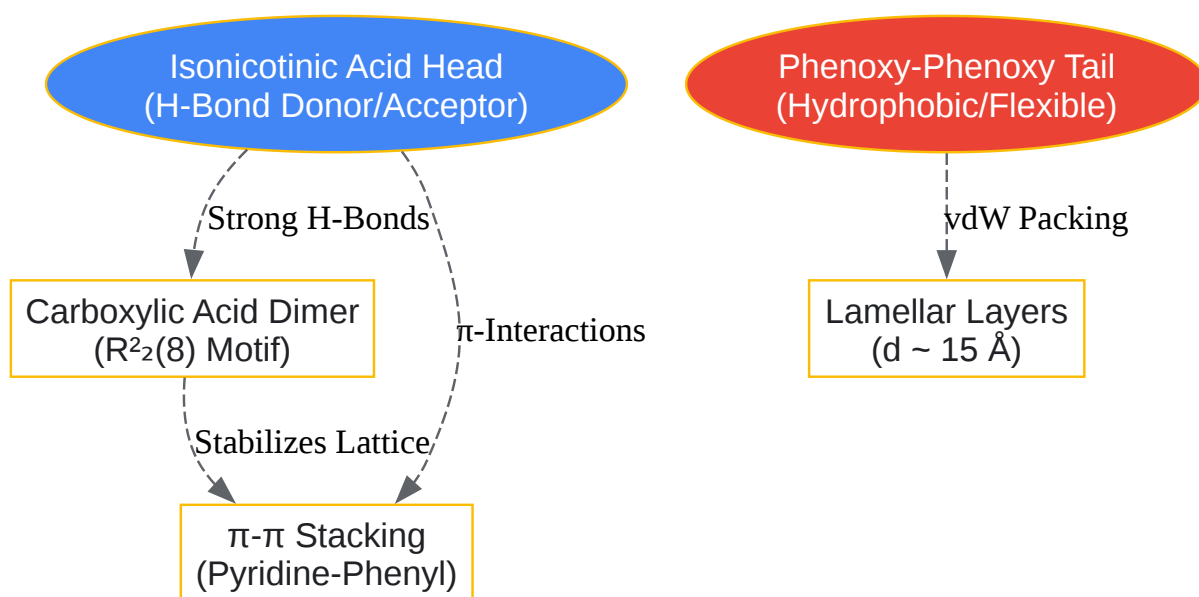 Isonicotinic Acid Head
(H-Bond Donor/Acceptor)
Phenoxy-Phenoxy Tail
(Hydrophobic/Flexible)
Strong H-Bonds
vdW Packing
Carboxylic Acid Dimer
(R²₂(8) Motif)
π-Interactions
Lamellar Layers
(d ~ 15 Å)
Stabilizes Lattice
π-π Stacking
(Pyridine-Phenyl)